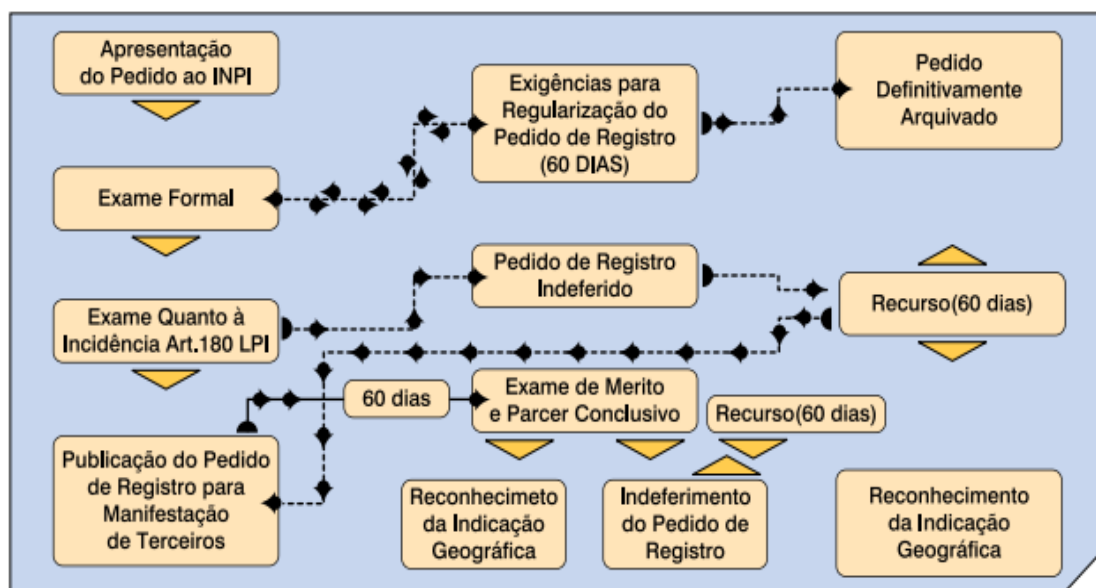 Apresentação
do Pedido ao INPI
Exigências para
Regularização do
Pedido de Registro
(60 DIAS)
Pedido
Definitivamente
Arquivado
Exame Formal
Pedido de Registro
Indeferido
Recurso(60 dias)
Exame Quanto à
Incidência Art.180 LPI
60 dias
Exame de Merito
e Parcer Conclusivo
Recurso(60 dias)
Publicação do Pedido
de Registro para
Manifestação
de Terceiros
Reconhecimeto
da Indicação
Geográfica
Indeferimento
do Pedido de
Registro
Reconhecimento
da Indicação
Geográfica